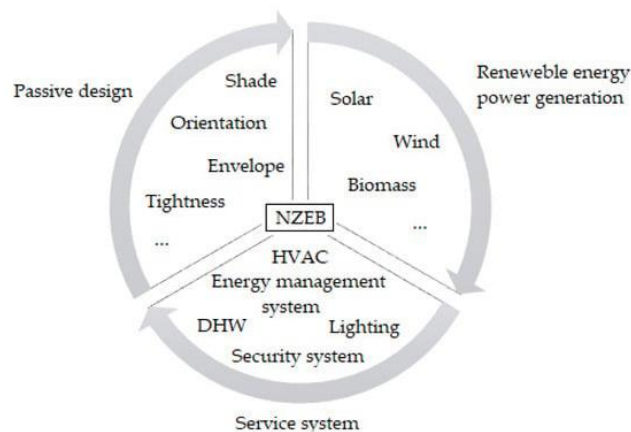 Passive design
Shade
Orientation
Envelope
Tightness
...
Reneweble energy
power generation
Solar
Wind
Biomass
...
NZEB
HVAC
Energy management
system
DHW
Lighting
Security system
Service system